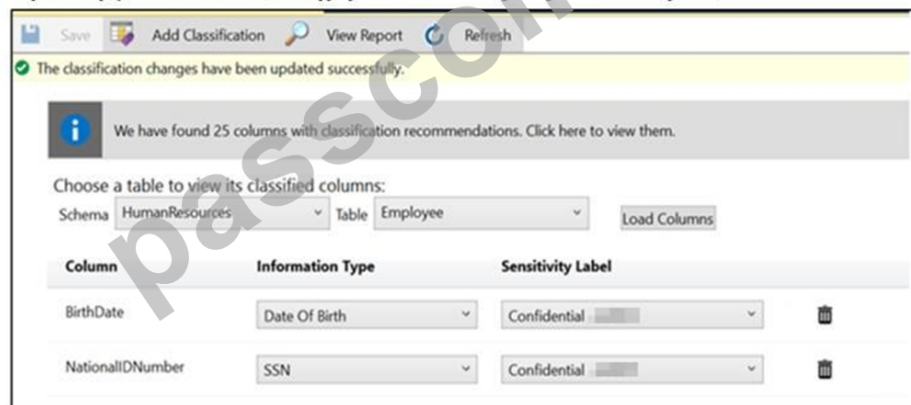 Save Add Classification View Report Refresh
The classification changes have been updated successfully.
We have found 25 columns with classification recommendations. Click here to view them.
Choose a table to view its classified columns:
Schema HumanResources Table Employee Load Columns
Column Information Type Sensitivity Label
BirthDate Date Of Birth Confidential
NationalIDNumber SSN Confidential